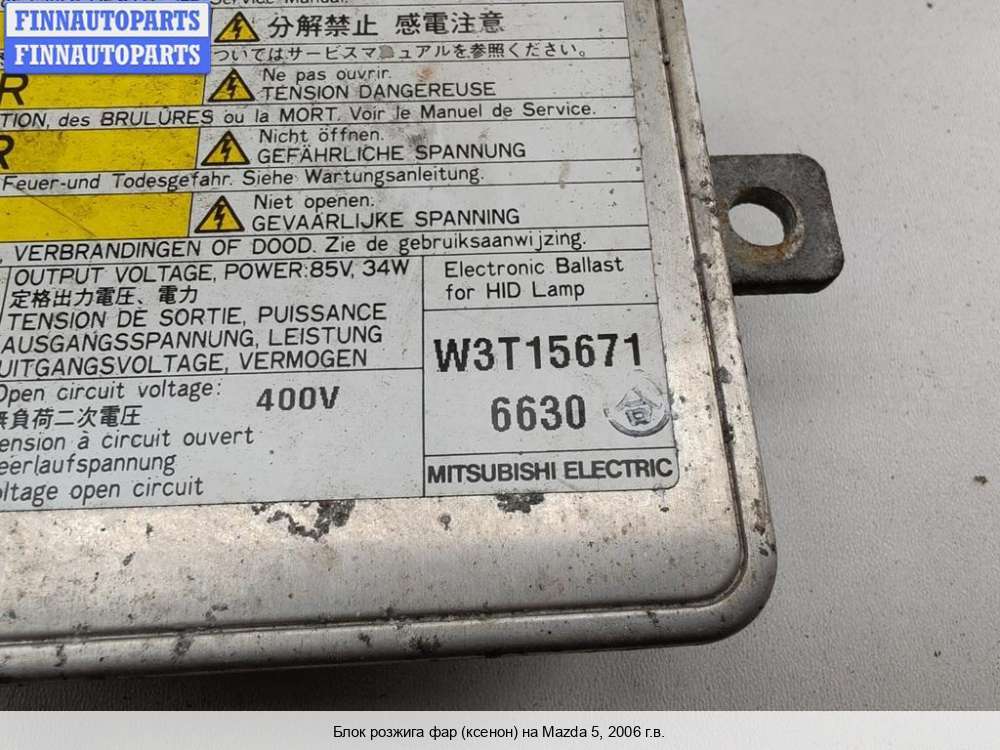 Service Manual.
FINNAUTOPARTS
FINNAUTOPARTS
FINNAUTOPARTS
分解禁止 感電注意
ついてはサービスマニュアルを参照ください。
R
Ne pas ouvrir.
TENSION DANGEREUSE
TION, des BRULÛRES ou la MORT. Voir le Manuel de Service.
R
Nicht öffnen.
GEFÄHRLICHE SPANNUNG
Feuer-und Todesgefahr. Siehe Wartungsanleitung.
Niet openen:
GEVAARLIJKE SPANNING
, VERBRANDINGEN OF DOOD. Zie de gebruiksaanwijzing.
OUTPUT VOLTAGE, POWER:85V, 34W
定格出力電圧、電力
TENSION DE SORTIE, PUISSANCE
AUSGANGSSPANNUNG, LEISTUNG
UITGANGSVOLTAGE, VERMOGEN
Electronic Ballast
for HID Lamp
W3T15671
6630 合
MITSUBISHI ELECTRIC
Open circuit voltage:
400V
無負荷二次電圧
ension à circuit ouvert
eerlaufspannung
oltage open circuit
Блок розжига фар (ксенон) на Mazda 5, 2006 г.в.